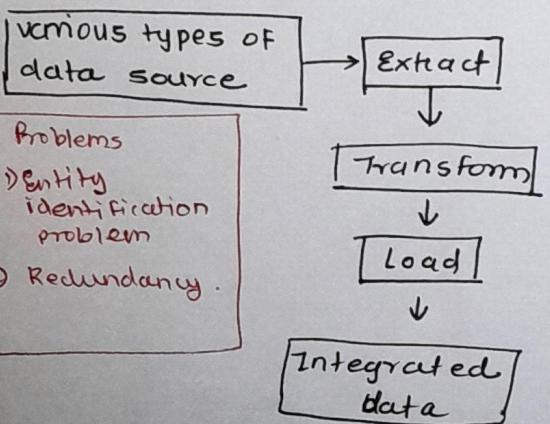 various types of
data source
Extract
Transform
Load
Integrated
data
Problems
1) Entity
identification
problem
) Redundancy.